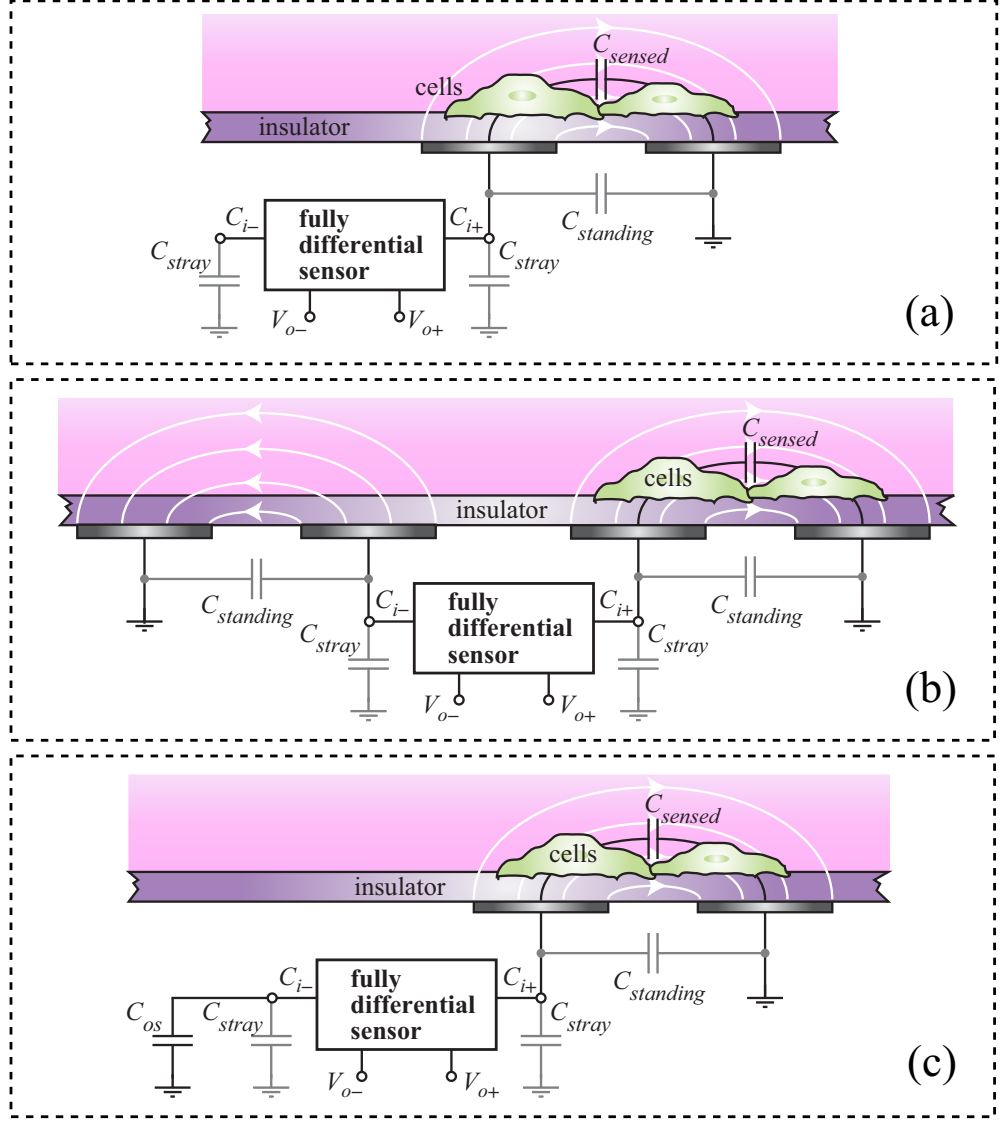 C_sensed
cells
insulator
C_i− fully differential sensor C_i+
C_standing
C_stray
C_stray
V_o− V_o+
(a)
C_sensed
cells
insulator
C_standing
C_i− fully differential sensor C_i+
C_standing
C_stray
C_stray
V_o− V_o+
(b)
C_sensed
cells
insulator
C_i− fully differential sensor C_i+
C_standing
C_os C_stray
C_stray
V_o− V_o+
(c)